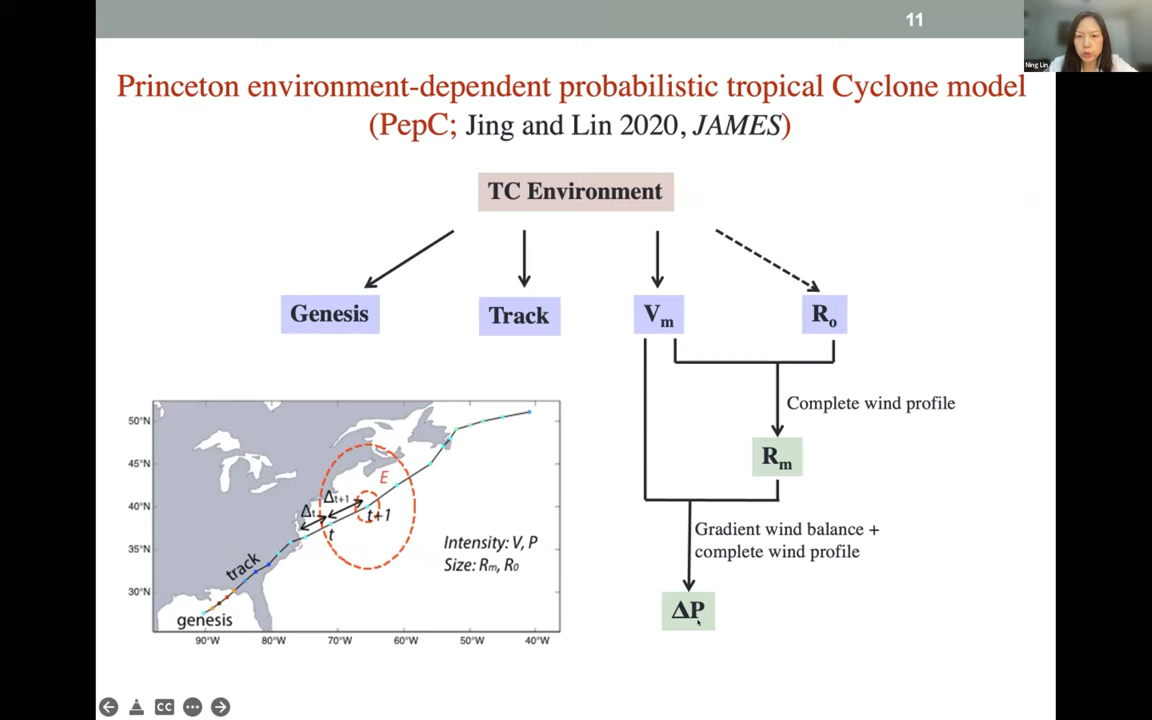 11
Ning Lin
Princeton environment-dependent probabilistic tropical Cyclone model
(PepC; Jing and Lin 2020, JAMES)
TC Environment
Genesis
Track
Vm
Ro
Complete wind profile
Rm
Gradient wind balance +
complete wind profile
ΔP
50°N
45°N
40°N
35°N
30°N
90°W
80°W
70°W
60°W
50°W
40°W
E
Δt+1
Δt
t+1
t
track
genesis
Intensity: V, P
Size: Rm, Ro
CC